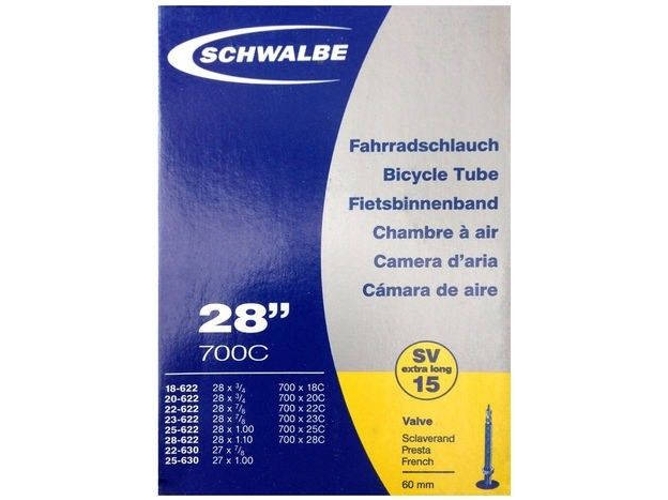 SCHWALBE
Fahrradschlauch
Bicycle Tube
Fietsbinnenband
Chambre à air
Camera d'aria
Cámara de aire
28"
700C
18-622 28 x 3/4 700 x 18C
20-622 28 x 3/4 700 x 20C
22-622 28 x 7/8 700 x 22C
23-622 28 x 7/8 700 x 23C
25-622 28 x 1.00 700 x 25C
28-622 28 x 1.10 700 x 28C
22-630 27 x 7/8
25-630 27 x 1.00
SV
extra long
15
Valve
Sclaverand
Presta
French
60 mm